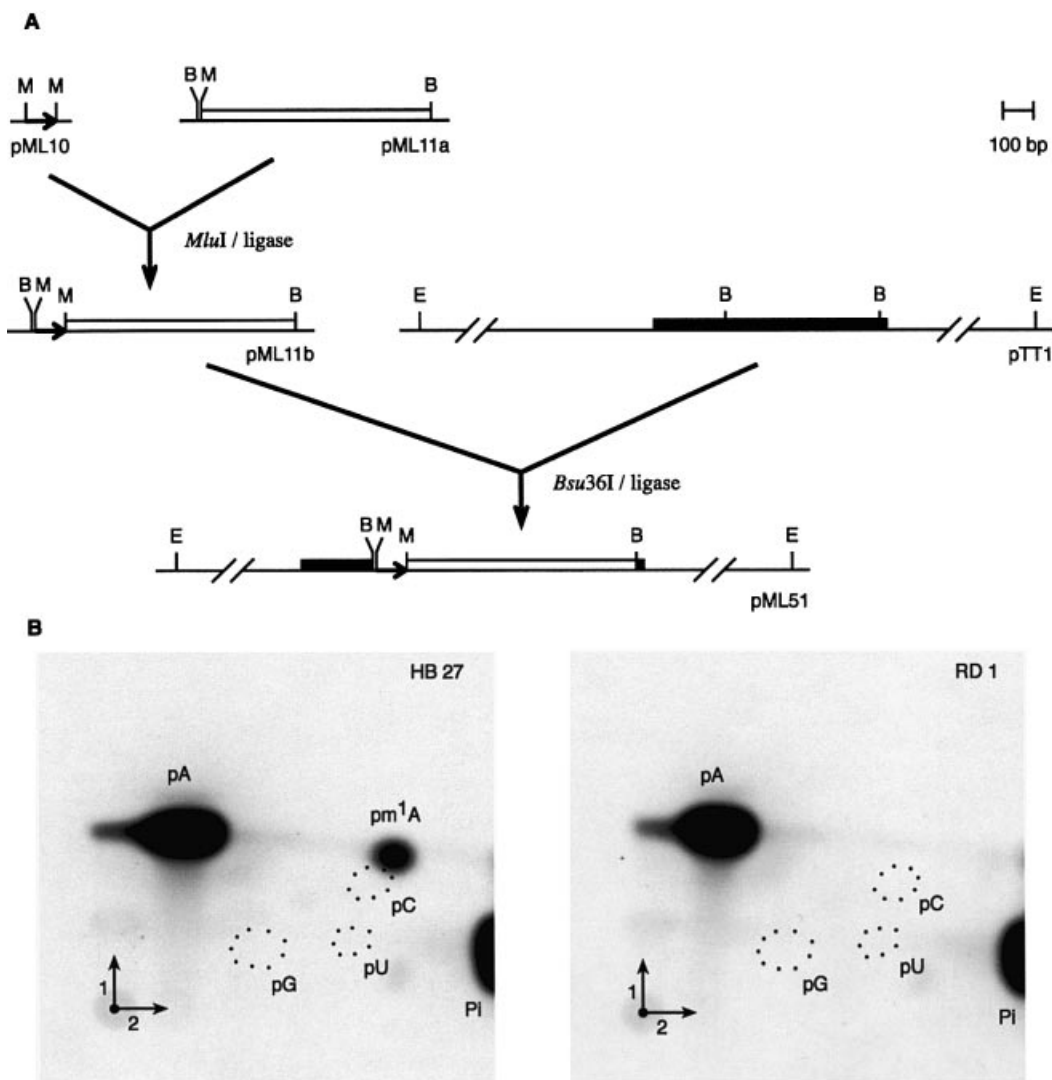 A
M M
B M
B
pML10
pML11a
100 bp
MluI / ligase
B M
M
B
E
B
B
E
pML11b
pTT1
Bsu36I / ligase
E
B M
M
B
E
pML51
B
HB 27
RD 1
pA
pm¹A
pC
pG
pU
Pi
1
2
pA
pC
pG
pU
Pi
1
2